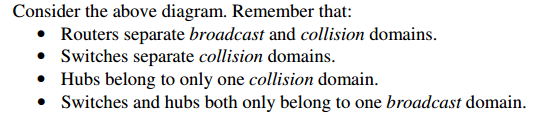 Consider the above diagram. Remember that:
• Routers separate broadcast and collision domains.
• Switches separate collision domains.
• Hubs belong to only one collision domain.
• Switches and hubs both only belong to one broadcast domain.